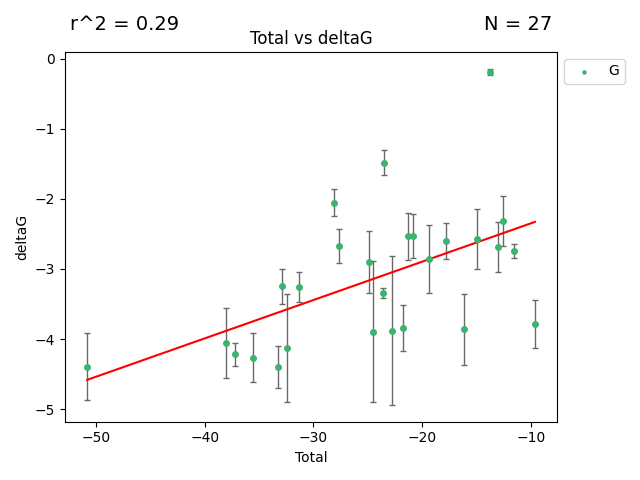 r^2 = 0.29
N = 27
Total vs deltaG
G
0
−1
−2
−3
−4
−5
deltaG
−50
−40
−30
−20
−10
Total